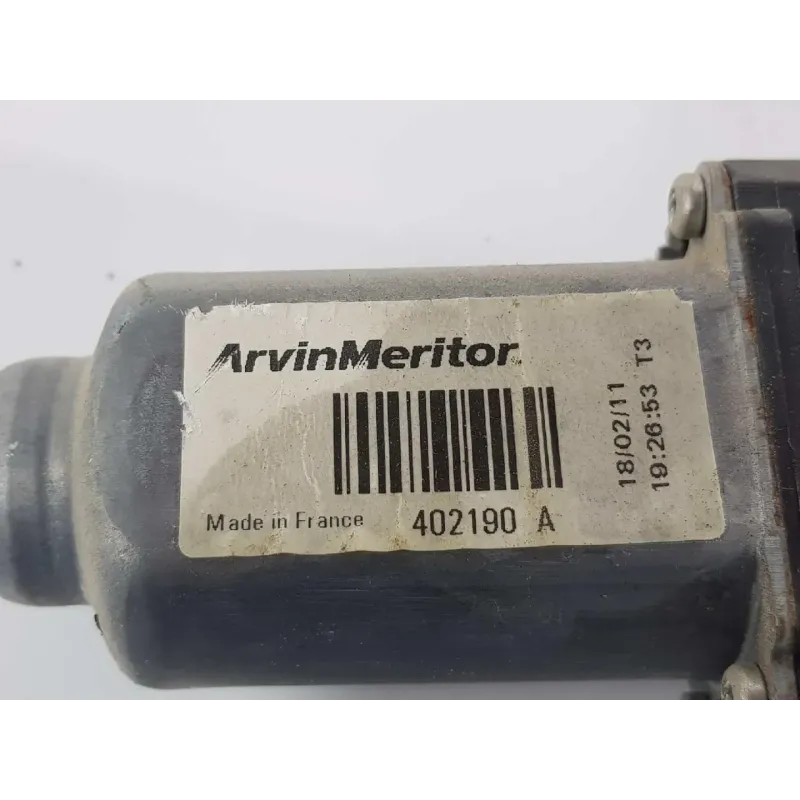 ArvinMeritor
Made in France
402190 A
18/02/11
19:26:53 T3